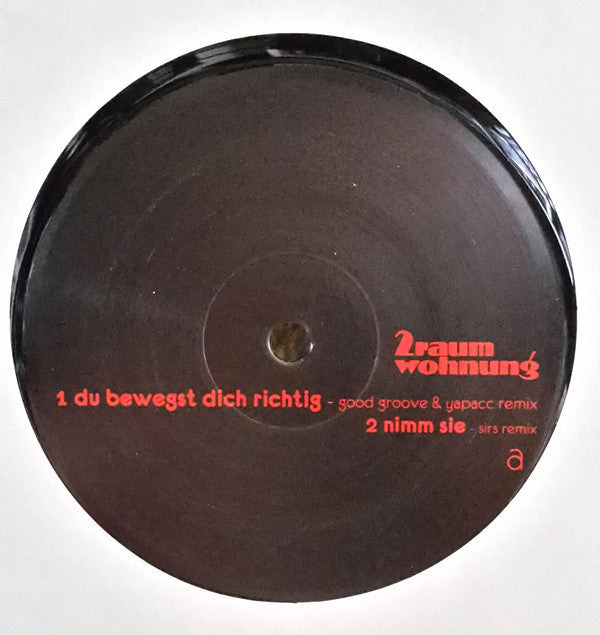 2raum
wohnung
1 du bewegst dich richtig - good groove & yapacc remix
2 nimm sie - sirs remix
a